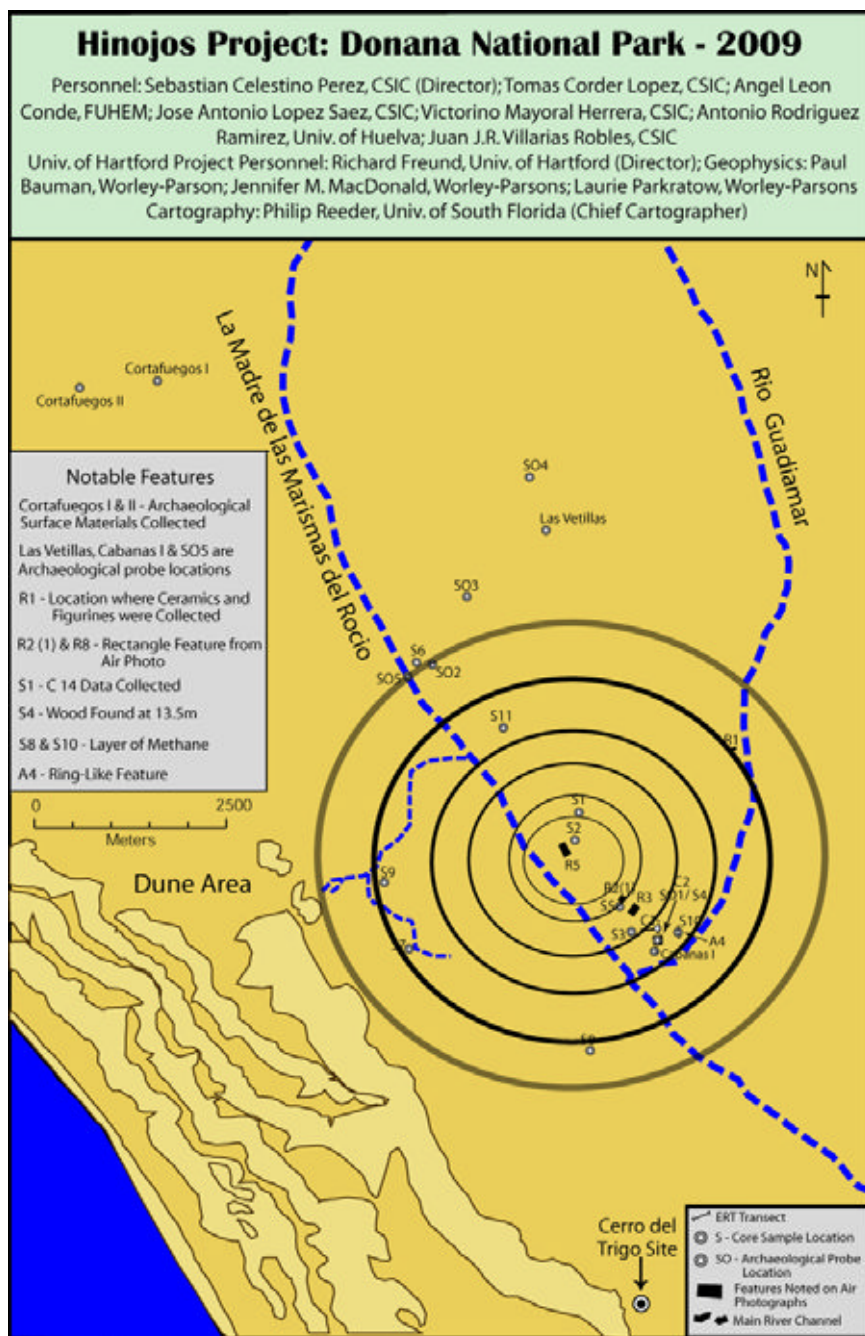 Hinojos Project: Donana National Park - 2009
Personnel: Sebastian Celestino Perez, CSIC (Director); Tomas Corder Lopez, CSIC; Angel Leon
Conde, FUHEM; Jose Antonio Lopez Saez, CSIC; Victorino Mayoral Herrera, CSIC; Antonio Rodriguez
Ramirez, Univ. of Huelva; Juan J.R. Villarias Robles, CSIC
Univ. of Hartford Project Personnel: Richard Freund, Univ. of Hartford (Director); Geophysics: Paul
Bauman, Worley-Parson; Jennifer M. MacDonald, Worley-Parsons; Laurie Parkratow, Worley-Parsons
Cartography: Philip Reeder, Univ. of South Florida (Chief Cartographer)
N
La Madre de las Marismas del Rocio
Rio Guadiamar
Cortafuegos I
Cortafuegos II
SO4
Las Vetillas
SO3
S6
SO2
SO5
S11
R1
S1
S2
R5
R2(1)
R3
C2
SO1/ S4
S5
S3
S10
A4
Cabanas I
S9
S7
Notable Features
Cortafuegos I & II - Archaeological
Surface Materials Collected
Las Vetillas, Cabanas I & SO5 are
Archaeological probe locations
R1 - Location where Ceramics and
Figurines were Collected
R2 (1) & R8 - Rectangle Feature from
Air Photo
S1 - C 14 Data Collected
S4 - Wood Found at 13.5m
S8 & S10 - Layer of Methane
A4 - Ring-Like Feature
0 2500
Meters
Dune Area
Cerro del
Trigo Site
ERT Transect
S - Core Sample Location
SO - Archaeological Probe
Location
Features Noted on Air
Photographs
Main River Channel